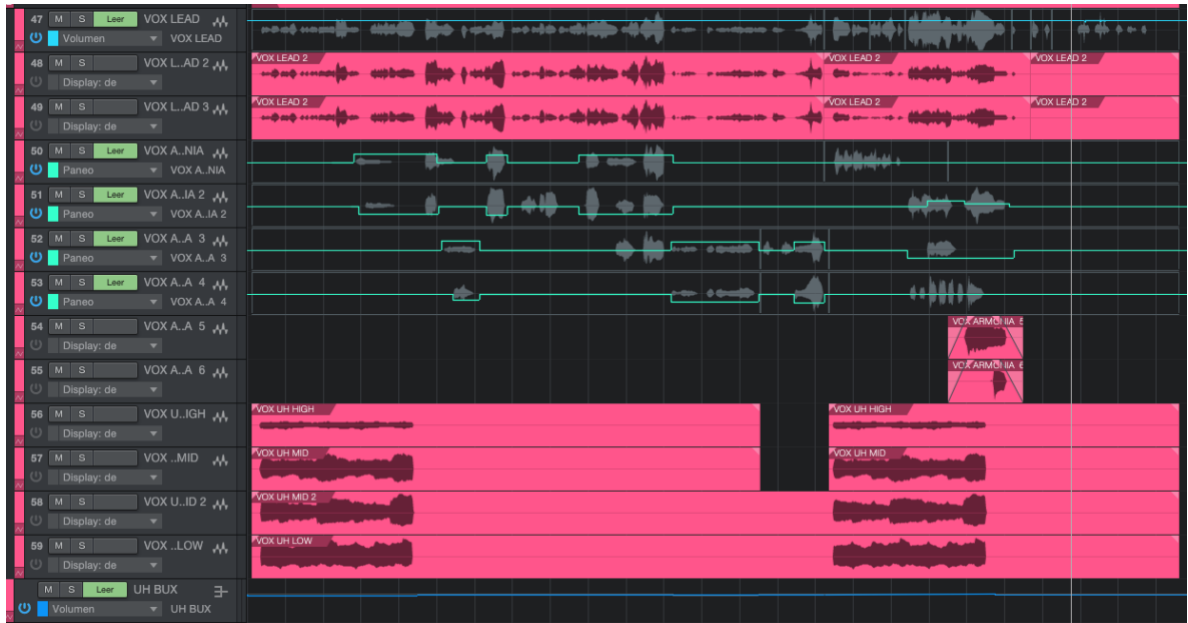 47 M S Leer VOX LEAD
Volumen VOX LEAD
48 M S VOX L..AD 2 VOX LEAD 2 VOX LEAD 2 VOX LEAD 2
Display: de
49 M S VOX L..AD 3 VOX LEAD 2 VOX LEAD 2 VOX LEAD 2
Display: de
50 M S Leer VOX A..NIA
Paneo VOX A..NIA
51 M S Leer VOX A..IA 2
Paneo VOX A..IA 2
52 M S Leer VOX A..A 3
Paneo VOX A..A 3
53 M S Leer VOX A..A 4
Paneo VOX A..A 4
54 M S VOX A..A 5 VOX ARMONIA 5
Display: de
55 M S VOX A..A 6 VOX ARMONIA 6
Display: de
56 M S VOX U..IGH VOX UH HIGH VOX UH HIGH
Display: de
57 M S VOX ..MID VOX UH MID VOX UH MID
Display: de
58 M S VOX U..ID 2 VOX UH MID 2
Display: de
59 M S VOX ..LOW VOX UH LOW
Display: de
M S Leer UH BUX
Volumen UH BUX